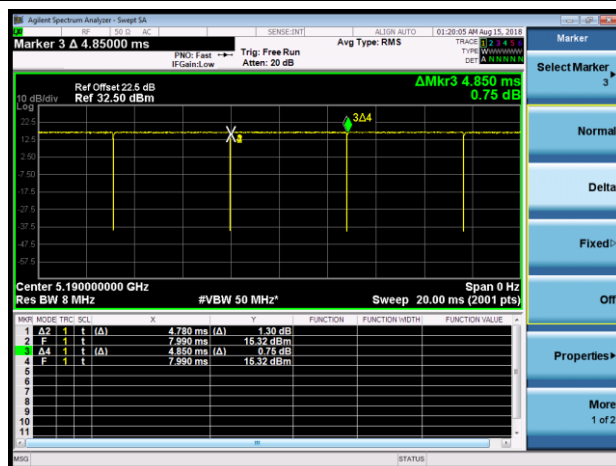 Agilent Spectrum Analyzer - Swept SA
RF 50 Ω AC SENSE:INT ALIGN AUTO 01:20:05 AM Aug 15, 2018
Marker 3 Δ 4.85000 ms
PNO: Fast
IFGain:Low
Trig: Free Run
Atten: 20 dB
Avg Type: RMS
TRACE 1 2 3 4 5 6
TYPE WWWWWW
DET A N N N N N
Ref Offset 22.5 dB
Ref 32.50 dBm
10 dB/div
Log
ΔMkr3 4.850 ms
0.75 dB
22.5
12.5
2.50
-7.50
-17.5
-27.5
-37.5
-47.5
-57.5
3Δ4
Center 5.190000000 GHz
Span 0 Hz
Res BW 8 MHz
#VBW 50 MHz*
Sweep 20.00 ms (2001 pts)
MKR MODE TRC SCL X Y FUNCTION FUNCTION WIDTH FUNCTION VALUE
1 Δ2 1 t (Δ) 4.780 ms (Δ) 1.30 dB
2 F 1 t 7.990 ms 15.32 dBm
3 Δ4 1 t (Δ) 4.850 ms (Δ) 0.75 dB
4 F 1 t 7.990 ms 15.32 dBm
5
6
7
8
9
10
11
MSG
STATUS
Marker
Select Marker
3
Normal
Delta
Fixed
Off
Properties
More
1 of 2